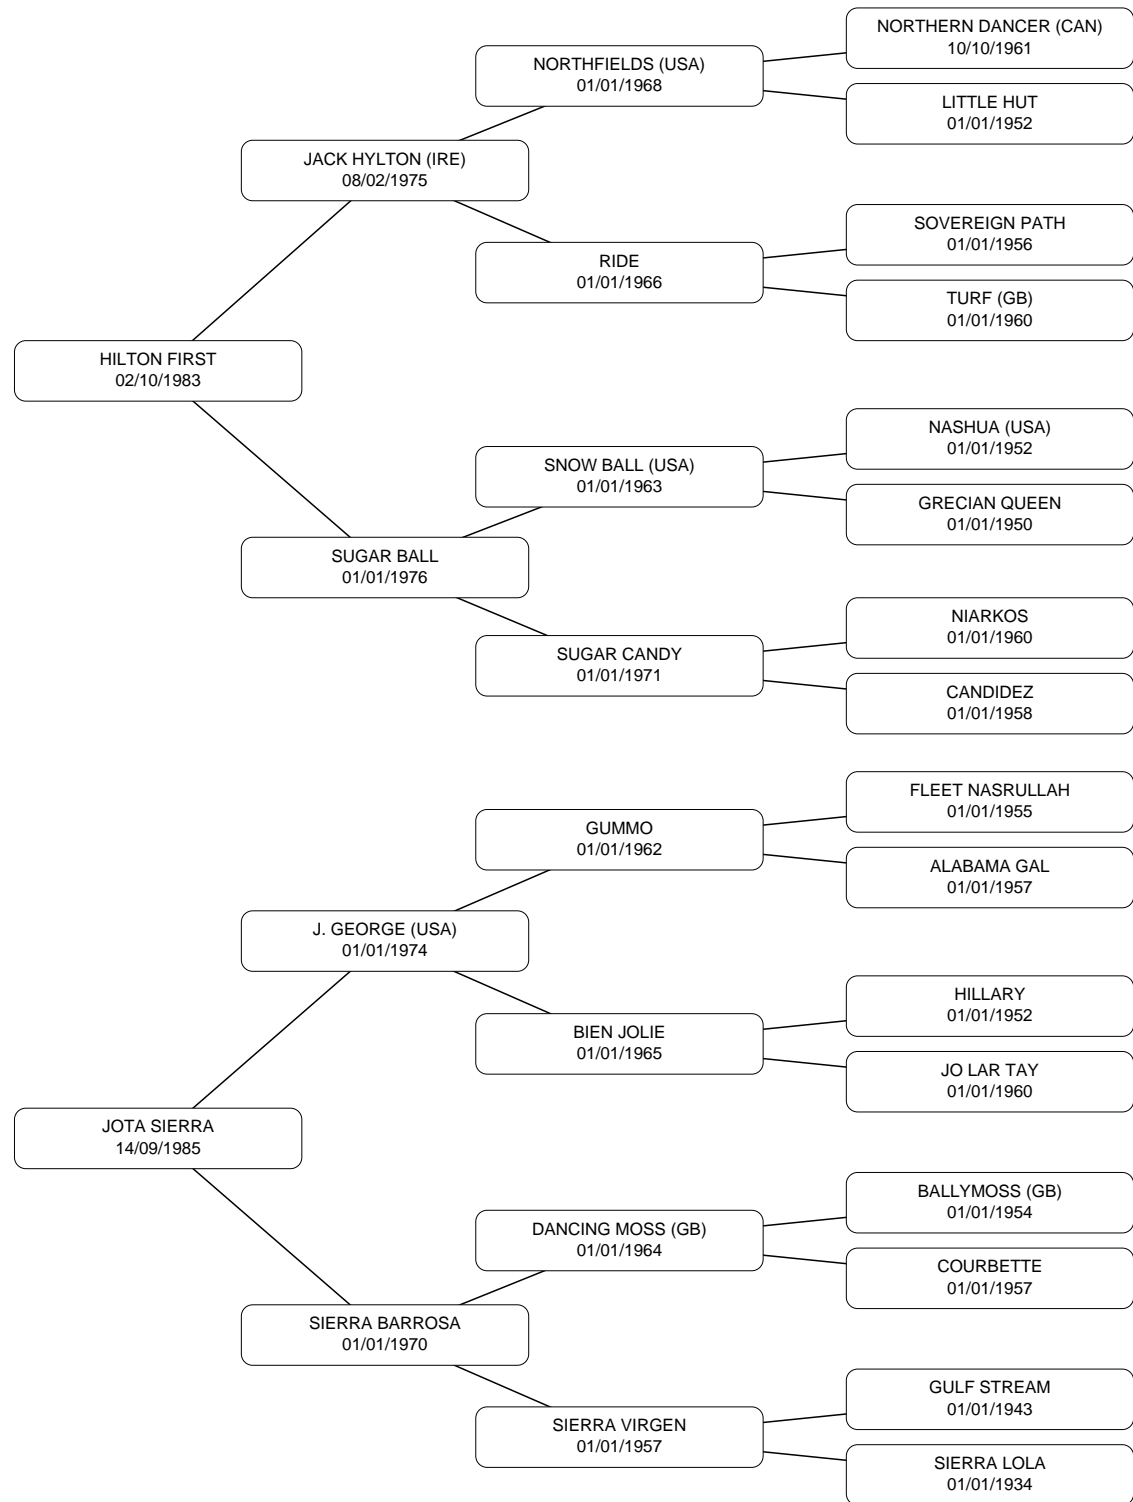 NORTHERN DANCER (CAN)
10/10/1961
NORTHFIELDS (USA)
01/01/1968
LITTLE HUT
01/01/1952
JACK HYLTON (IRE)
08/02/1975
SOVEREIGN PATH
01/01/1956
RIDE
01/01/1966
TURF (GB)
01/01/1960
HILTON FIRST
02/10/1983
NASHUA (USA)
01/01/1952
SNOW BALL (USA)
01/01/1963
GRECIAN QUEEN
01/01/1950
SUGAR BALL
01/01/1976
NIARKOS
01/01/1960
SUGAR CANDY
01/01/1971
CANDIDEZ
01/01/1958
FLEET NASRULLAH
01/01/1955
GUMMO
01/01/1962
ALABAMA GAL
01/01/1957
J. GEORGE (USA)
01/01/1974
HILLARY
01/01/1952
BIEN JOLIE
01/01/1965
JO LAR TAY
01/01/1960
JOTA SIERRA
14/09/1985
BALLYMOSS (GB)
01/01/1954
DANCING MOSS (GB)
01/01/1964
COURBETTE
01/01/1957
SIERRA BARROSA
01/01/1970
GULF STREAM
01/01/1943
SIERRA VIRGEN
01/01/1957
SIERRA LOLA
01/01/1934